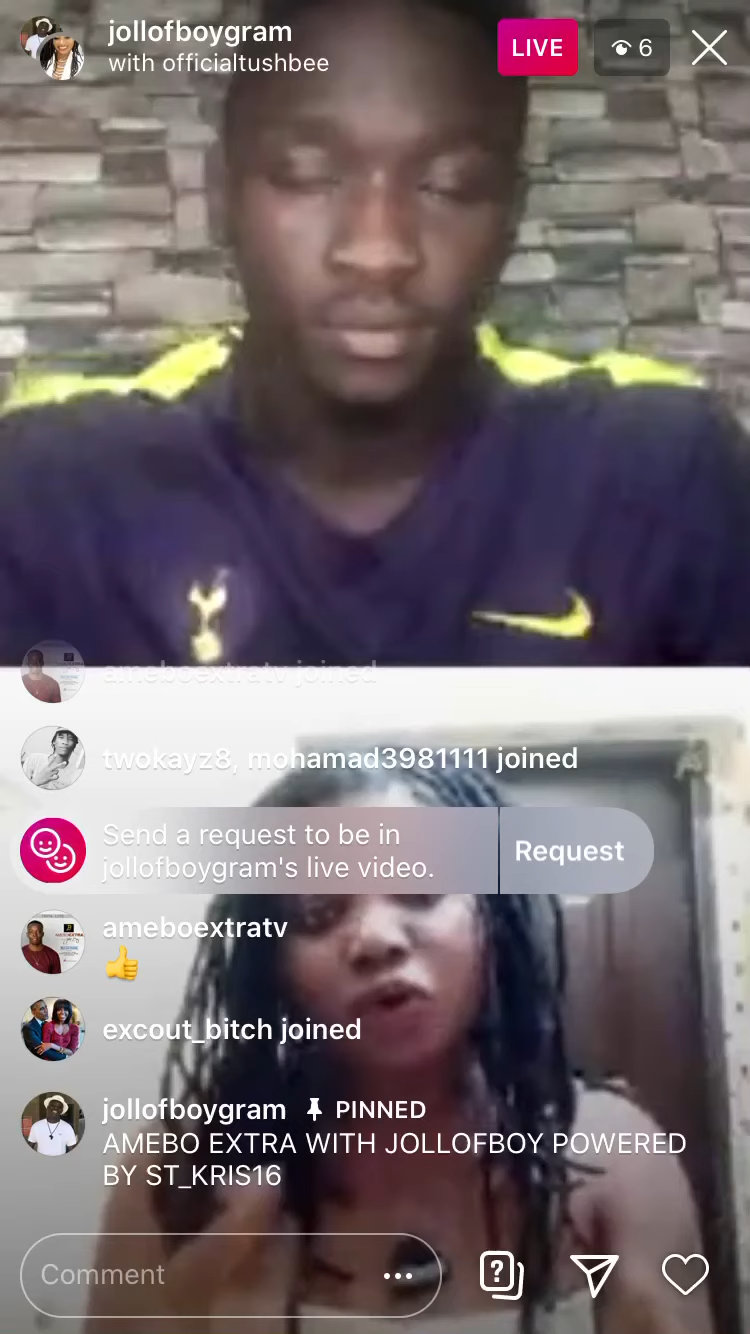 jollofboygram
with officialtushbee
LIVE
6
ameboextratv joined
twokayz8, mohamad3981111 joined
Send a request to be in
jollofboygram's live video.
Request
ameboextratv
👍
excout_bitch joined
jollofboygram PINNED
AMEBO EXTRA WITH JOLLOFBOY POWERED
BY ST_KRIS16
Comment